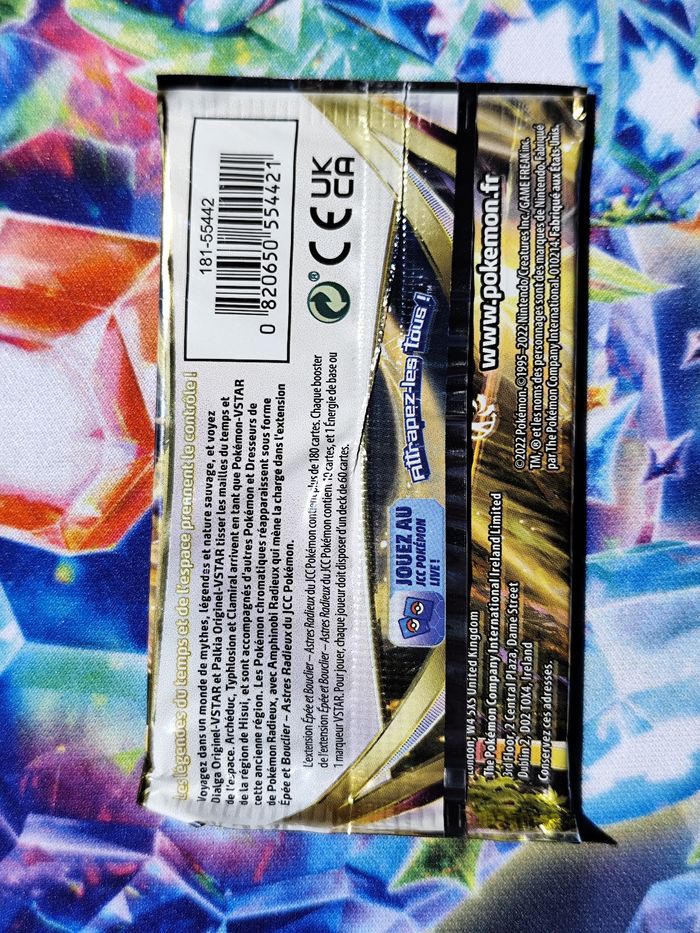 Les légendes du temps et de l'espace prennent le contrôle !
Voyagez dans un monde de mythes, légendes et nature sauvage, et voyez
Dialga Originel-VSTAR et Palkia Originel-VSTAR tisser les mailles du temps et
de l'espace. Archéduc, Typhlosion et Clamiral arrivent en tant que Pokémon-VSTAR
de la région de Hisui, et sont accompagnés d'autres Pokémon et Dresseurs de
cette ancienne région. Les Pokémon chromatiques réapparaissent sous forme
de Pokémon Radieux, avec Amphinobi Radieux qui mène la charge dans l'extension
Épée et Bouclier – Astres Radieux du JCC Pokémon.
L'extension Épée et Bouclier – Astres Radieux du JCC Pokémon contient plus de 180 cartes. Chaque booster
de l'extension Épée et Bouclier – Astres Radieux du JCC Pokémon contient 10 cartes, et 1 Énergie de base ou
1 marqueur VSTAR. Pour jouer, chaque joueur doit disposer d'un deck de 60 cartes.
181-55442
0 820650 554421
CE UK
CA
JOUEZ AU
JCC POKÉMON
LIVE !
Attrapez-les tous !™
London, W4 5XS United Kingdom
The Pokémon Company International Ireland Limited
3rd Floor, 2 Central Plaza, Dame Street
Dublin 2, D02 T0X4, Ireland
Conservez ces adresses.
www.pokemon.fr
©2022 Pokémon. ©1995–2022 Nintendo/Creatures Inc./GAME FREAK inc.
TM, ® et les noms des personnages sont des marques de Nintendo. Fabriqué
par The Pokémon Company International. 010214. Fabriqué aux États-Unis.